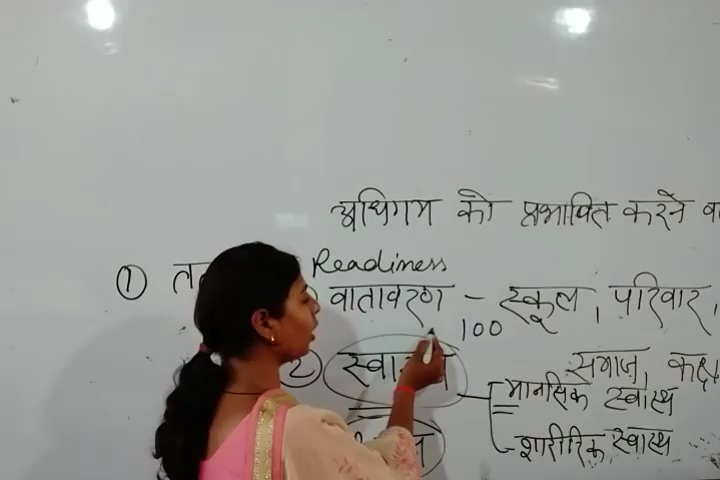 अधिगम को प्रभावित करने
Readiness
①
वातावरण - स्कूल, परिवार,
100
समाज,
②
मानसिक स्वास्थ
शारीरिक स्वास्थ